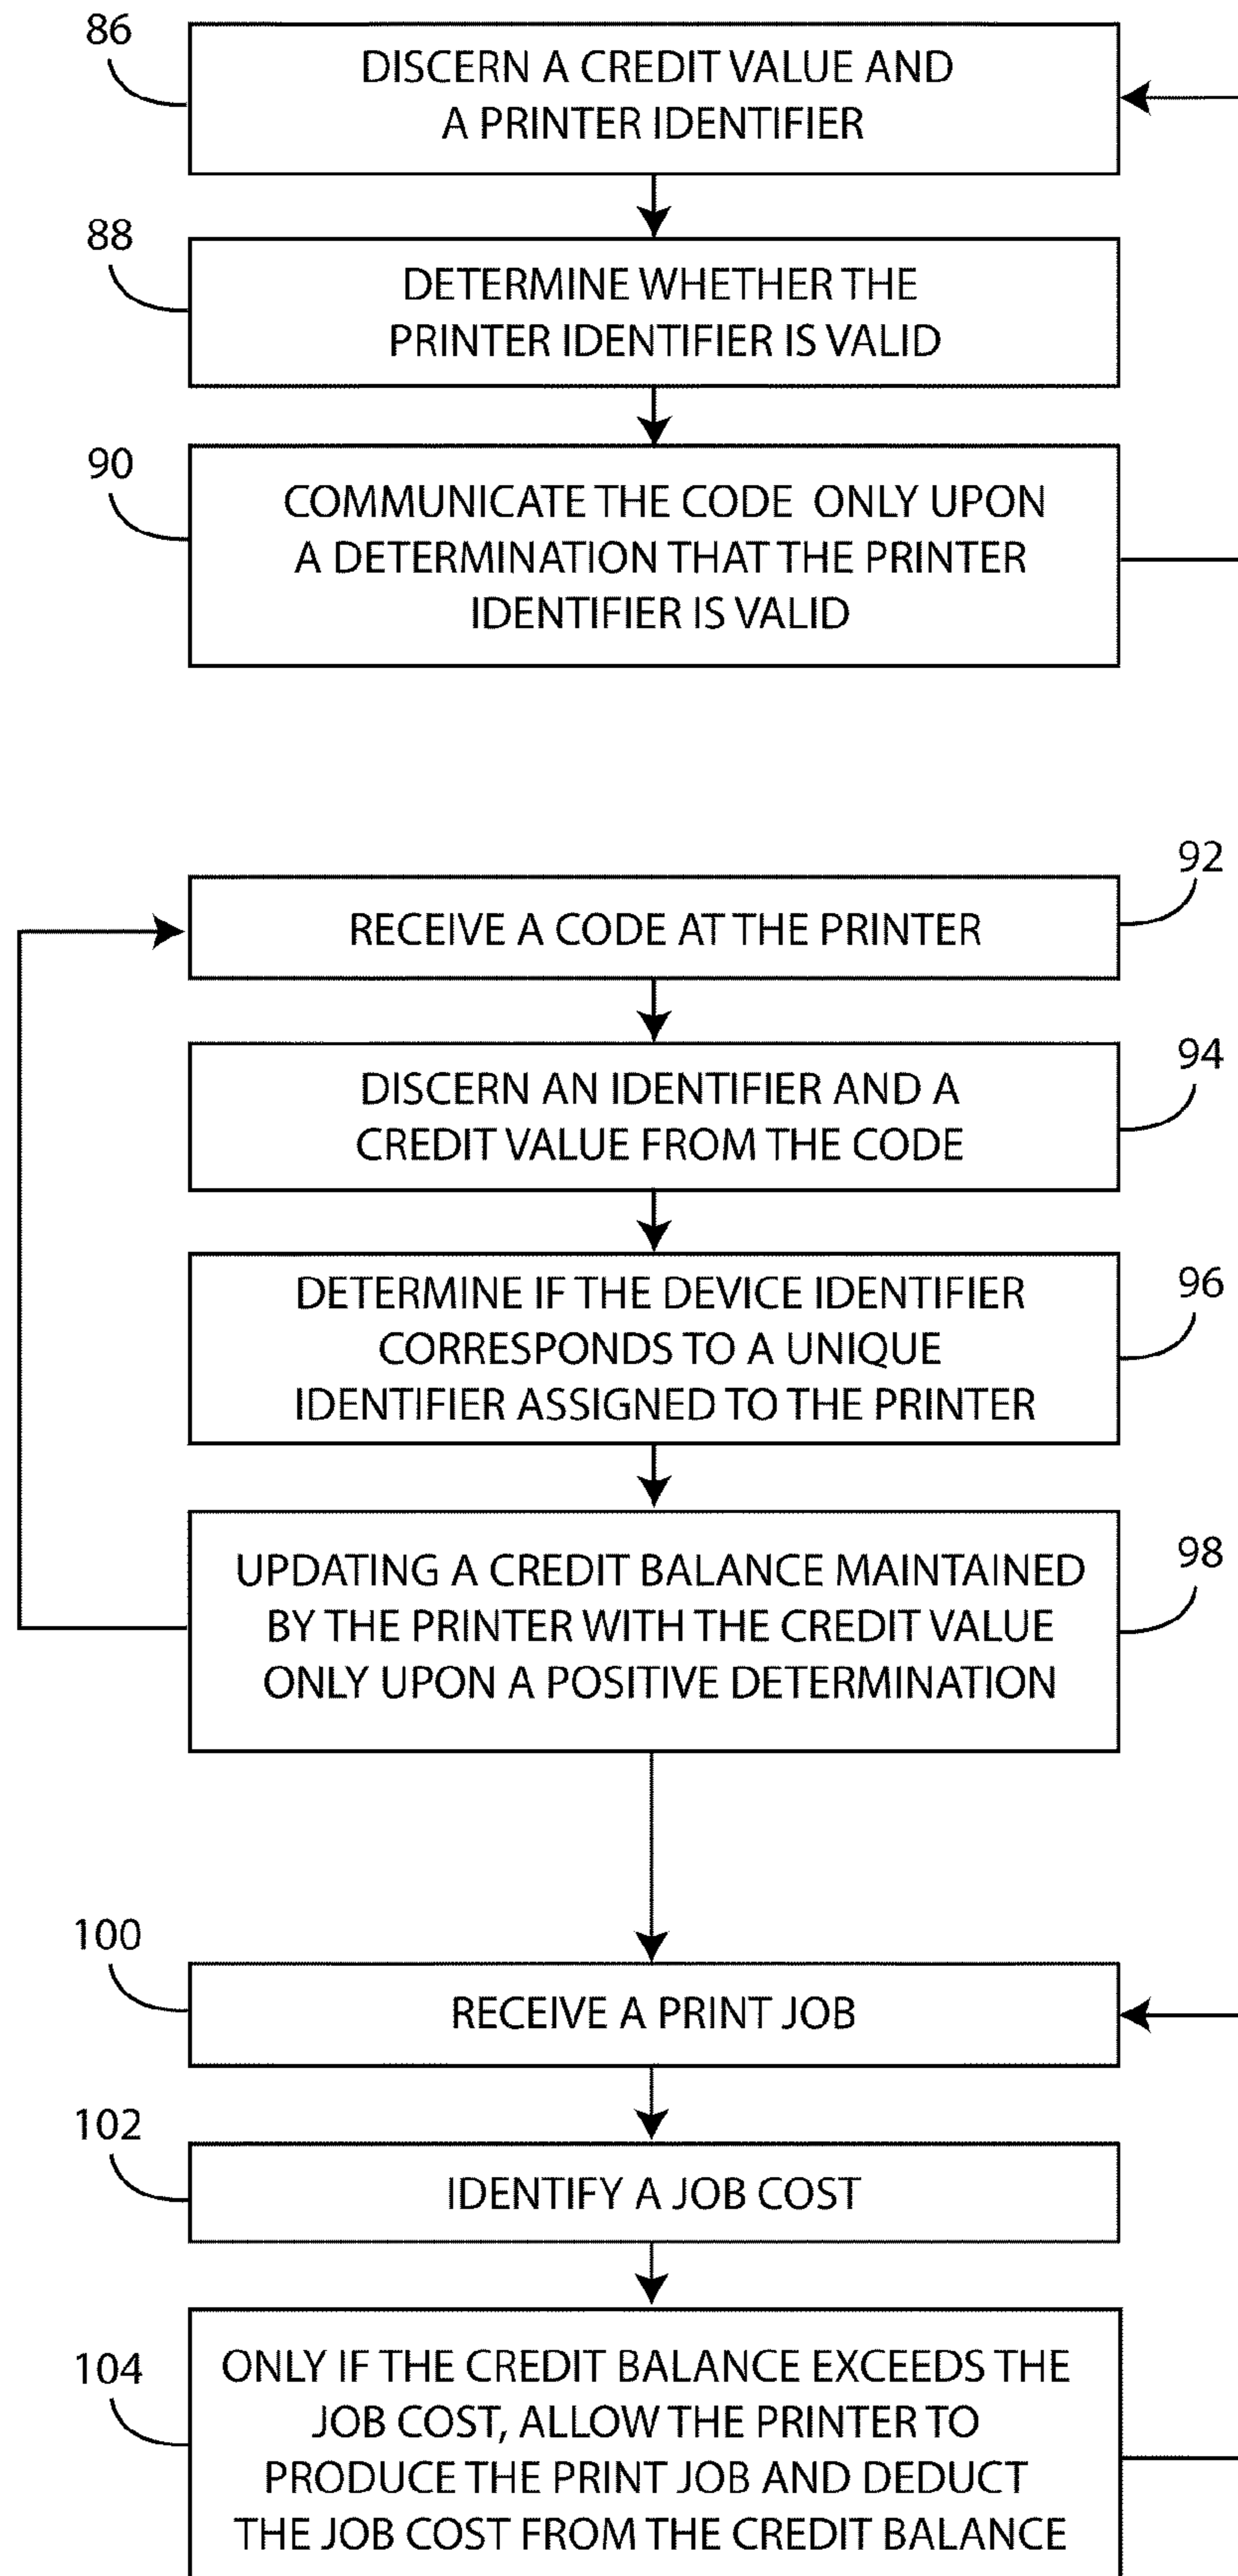 86
DISCERN A CREDIT VALUE AND
A PRINTER IDENTIFIER
88
DETERMINE WHETHER THE
PRINTER IDENTIFIER IS VALID
90
COMMUNICATE THE CODE ONLY UPON
A DETERMINATION THAT THE PRINTER
IDENTIFIER IS VALID
92
RECEIVE A CODE AT THE PRINTER
94
DISCERN AN IDENTIFIER AND A
CREDIT VALUE FROM THE CODE
96
DETERMINE IF THE DEVICE IDENTIFIER
CORRESPONDS TO A UNIQUE
IDENTIFIER ASSIGNED TO THE PRINTER
98
UPDATING A CREDIT BALANCE MAINTAINED
BY THE PRINTER WITH THE CREDIT VALUE
ONLY UPON A POSITIVE DETERMINATION
100
RECEIVE A PRINT JOB
102
IDENTIFY A JOB COST
104
ONLY IF THE CREDIT BALANCE EXCEEDS THE
JOB COST, ALLOW THE PRINTER TO
PRODUCE THE PRINT JOB AND DEDUCT
THE JOB COST FROM THE CREDIT BALANCE